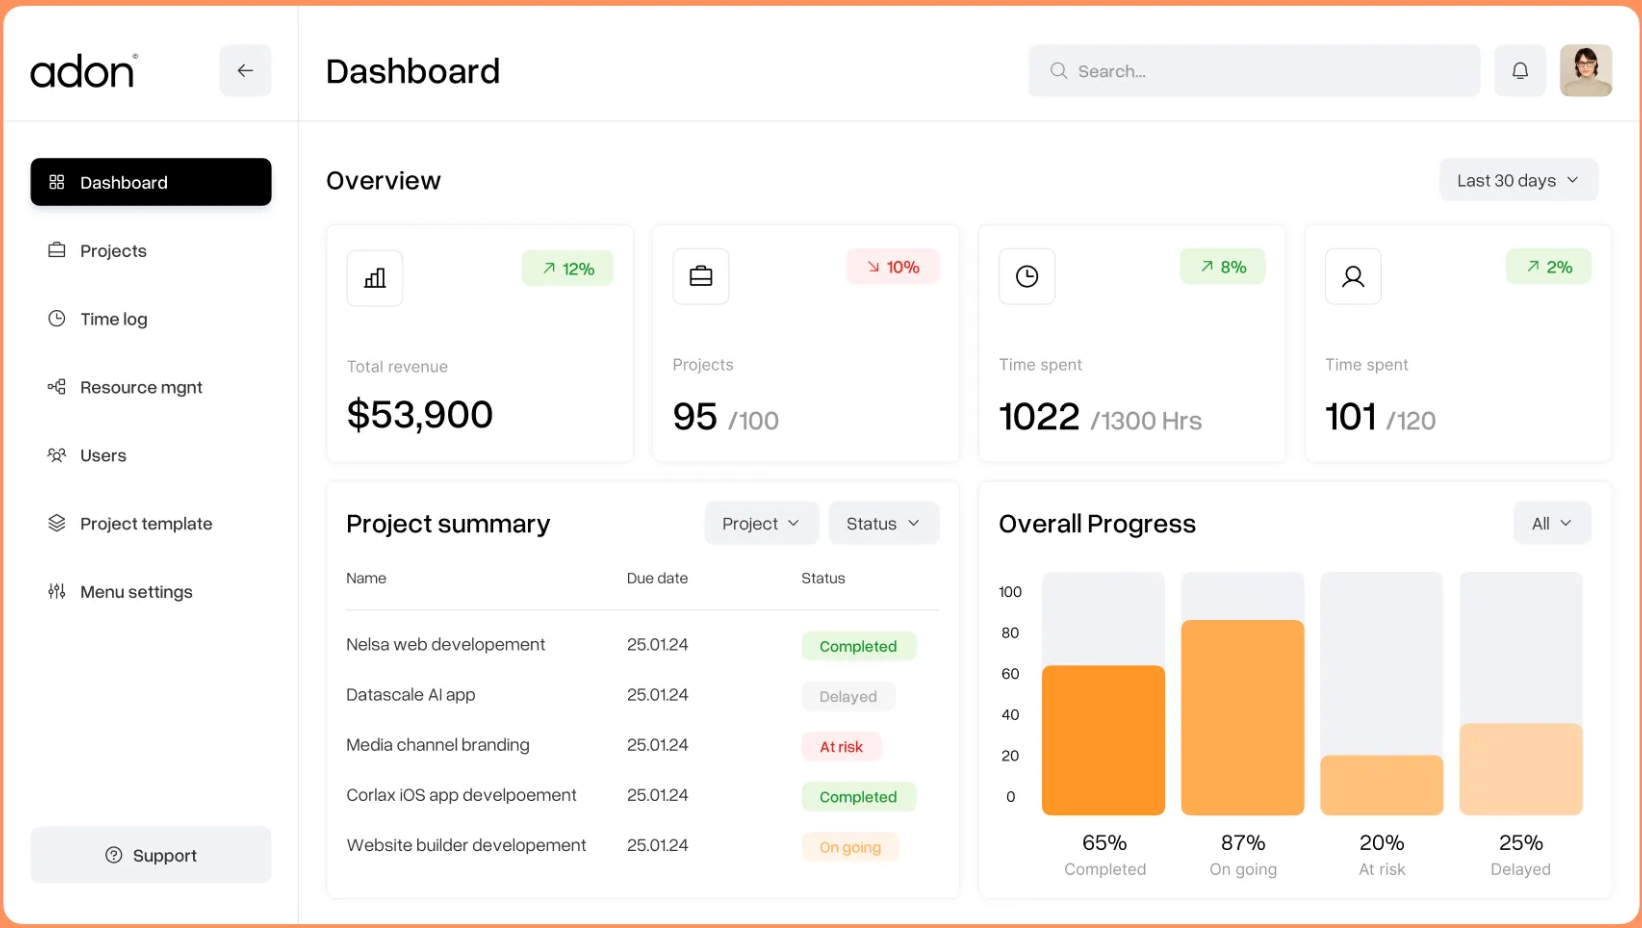 adon©
Dashboard
Search...
Dashboard
Projects
Time log
Resource mgnt
Users
Project template
Menu settings
Support
Overview
Last 30 days
12%
Total revenue
$53,900
10%
Projects
95 /100
8%
Time spent
1022 /1300 Hrs
2%
Time spent
101 /120
Project summary
Project
Status
Name Due date Status
Nelsa web developement 25.01.24 Completed
Datascale AI app 25.01.24 Delayed
Media channel branding 25.01.24 At risk
Corlax iOS app develpoement 25.01.24 Completed
Website builder developement 25.01.24 On going
Overall Progress
All
100
80
60
40
20
0
65% 87% 20% 25%
Completed On going At risk Delayed